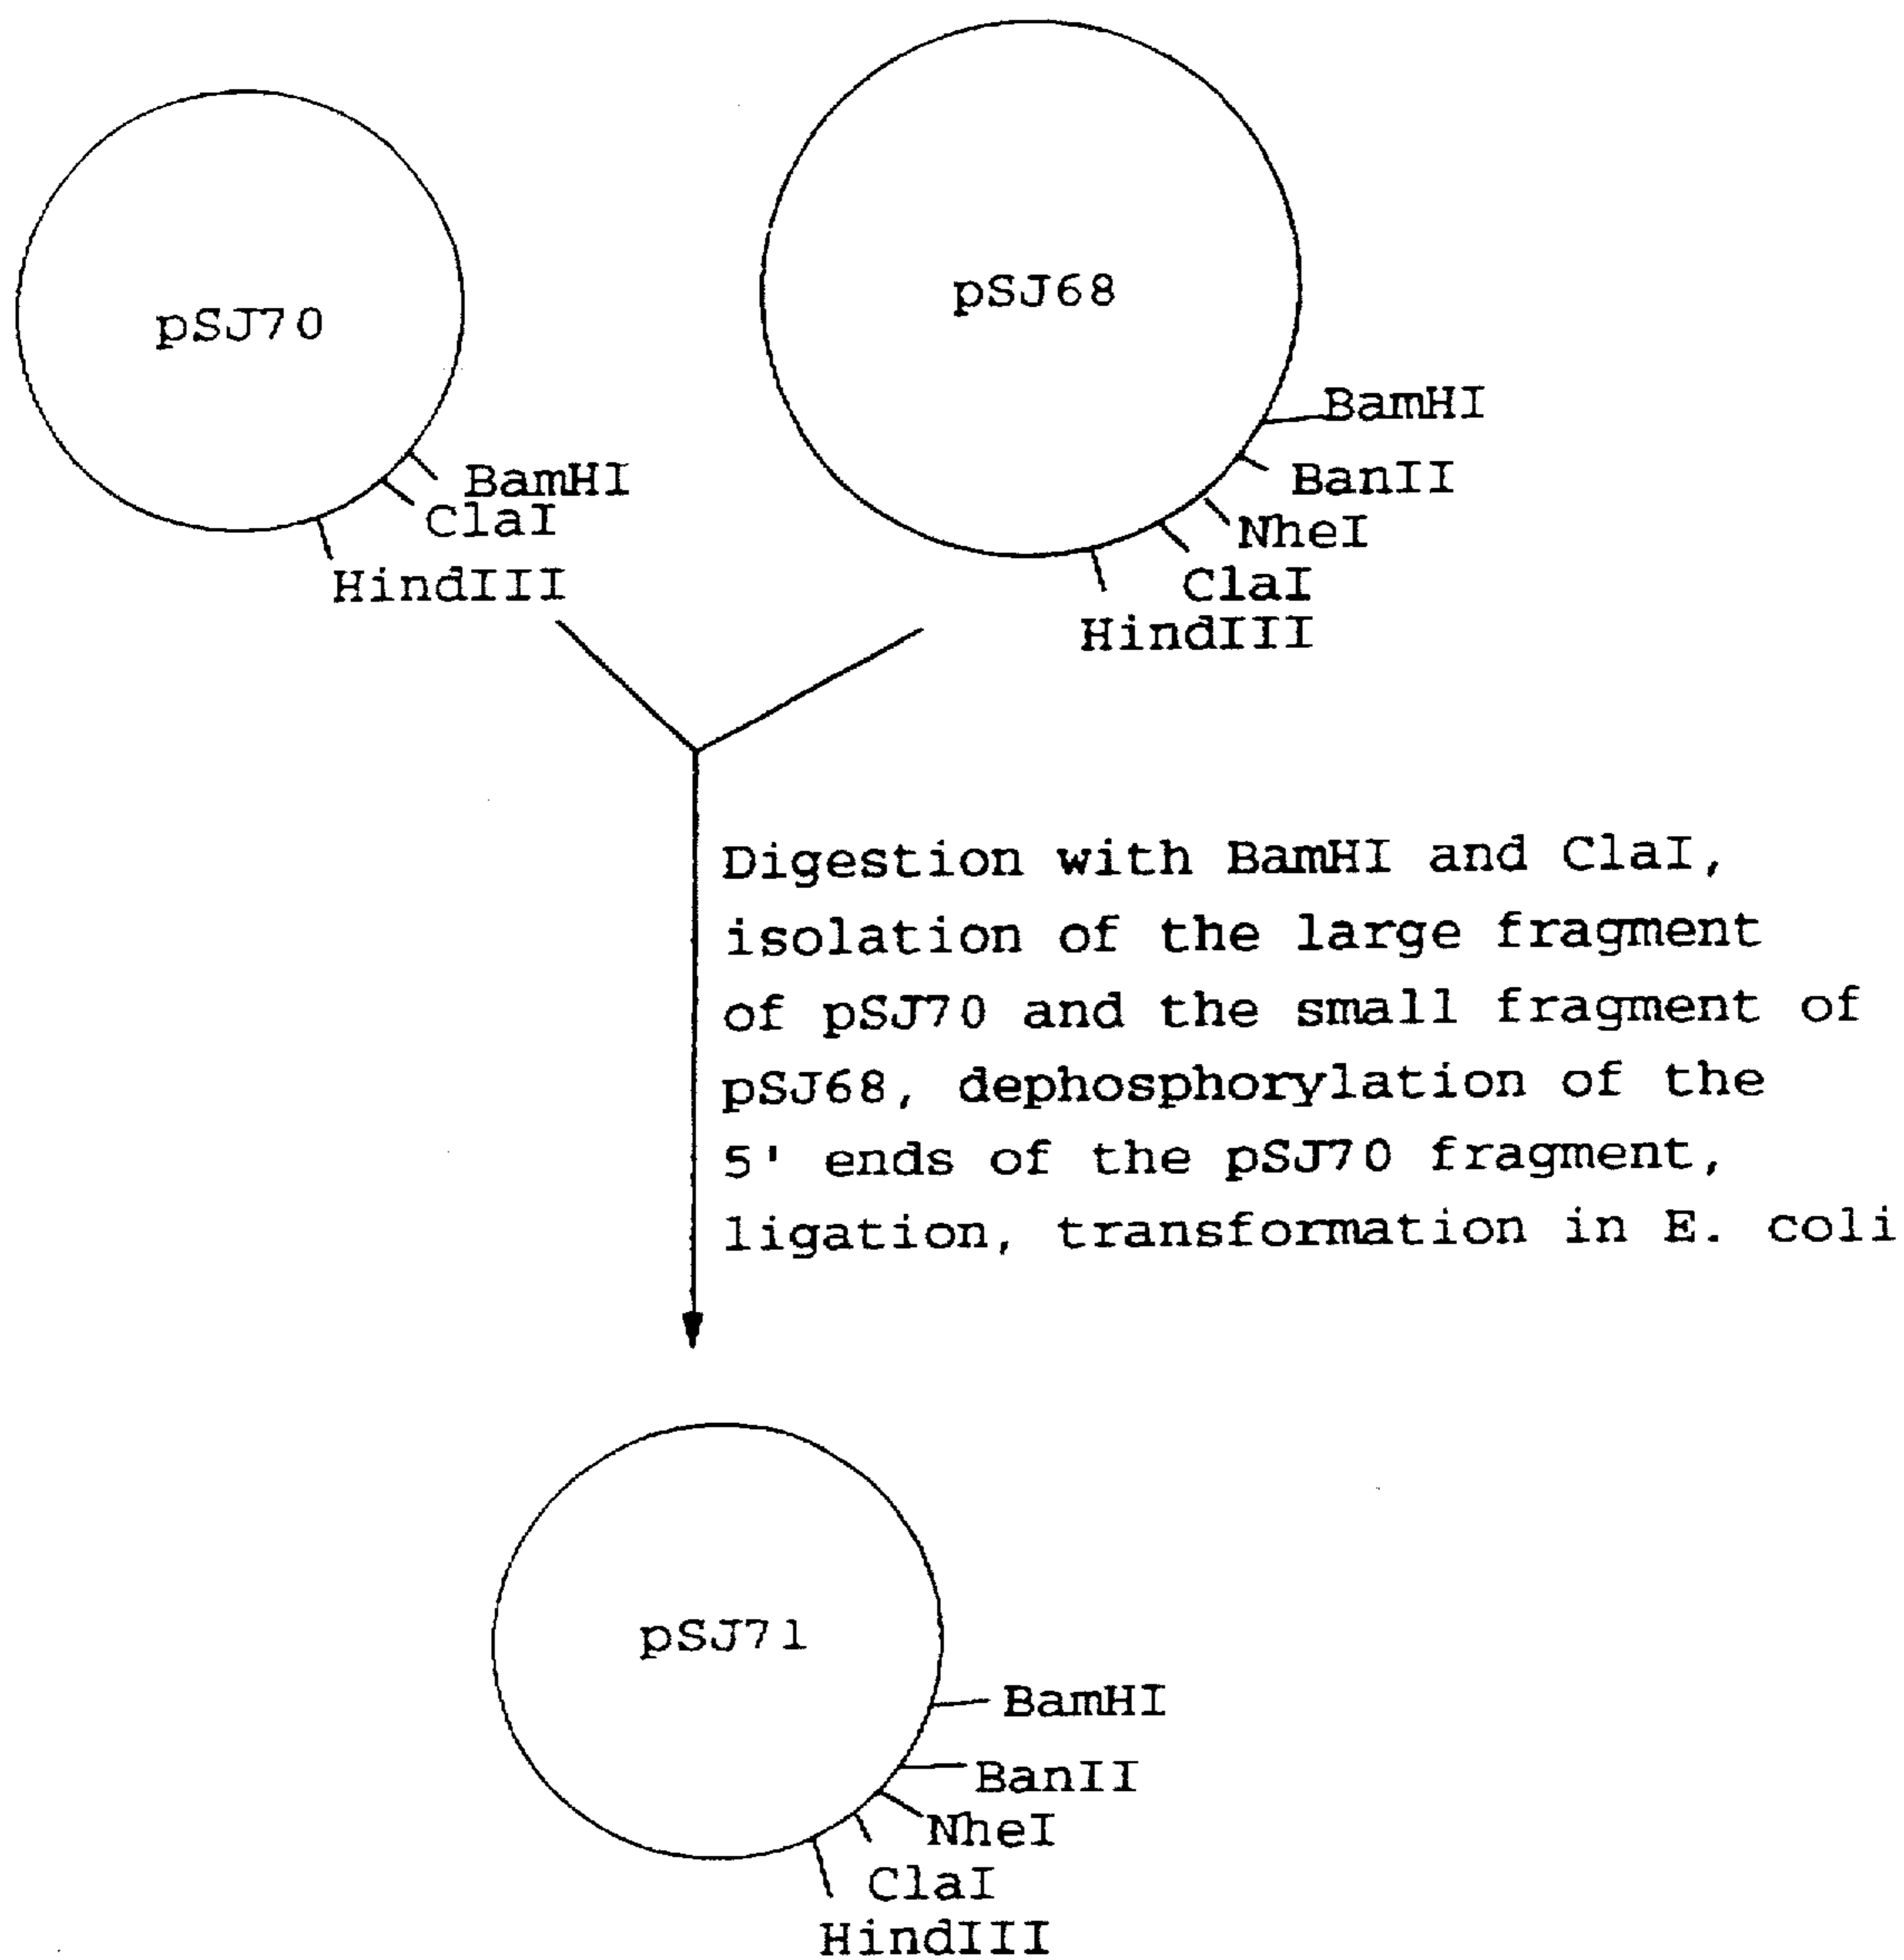 pSJ70
BamHI
ClaI
HindIII
pSJ68
BamHI
BanII
NheI
ClaI
HindIII
Digestion with BamHI and ClaI,
isolation of the large fragment
of pSJ70 and the small fragment of
pSJ68, dephosphorylation of the
5' ends of the pSJ70 fragment,
ligation, transformation in E. coli
pSJ71
BamHI
BanII
NheI
ClaI
HindIII